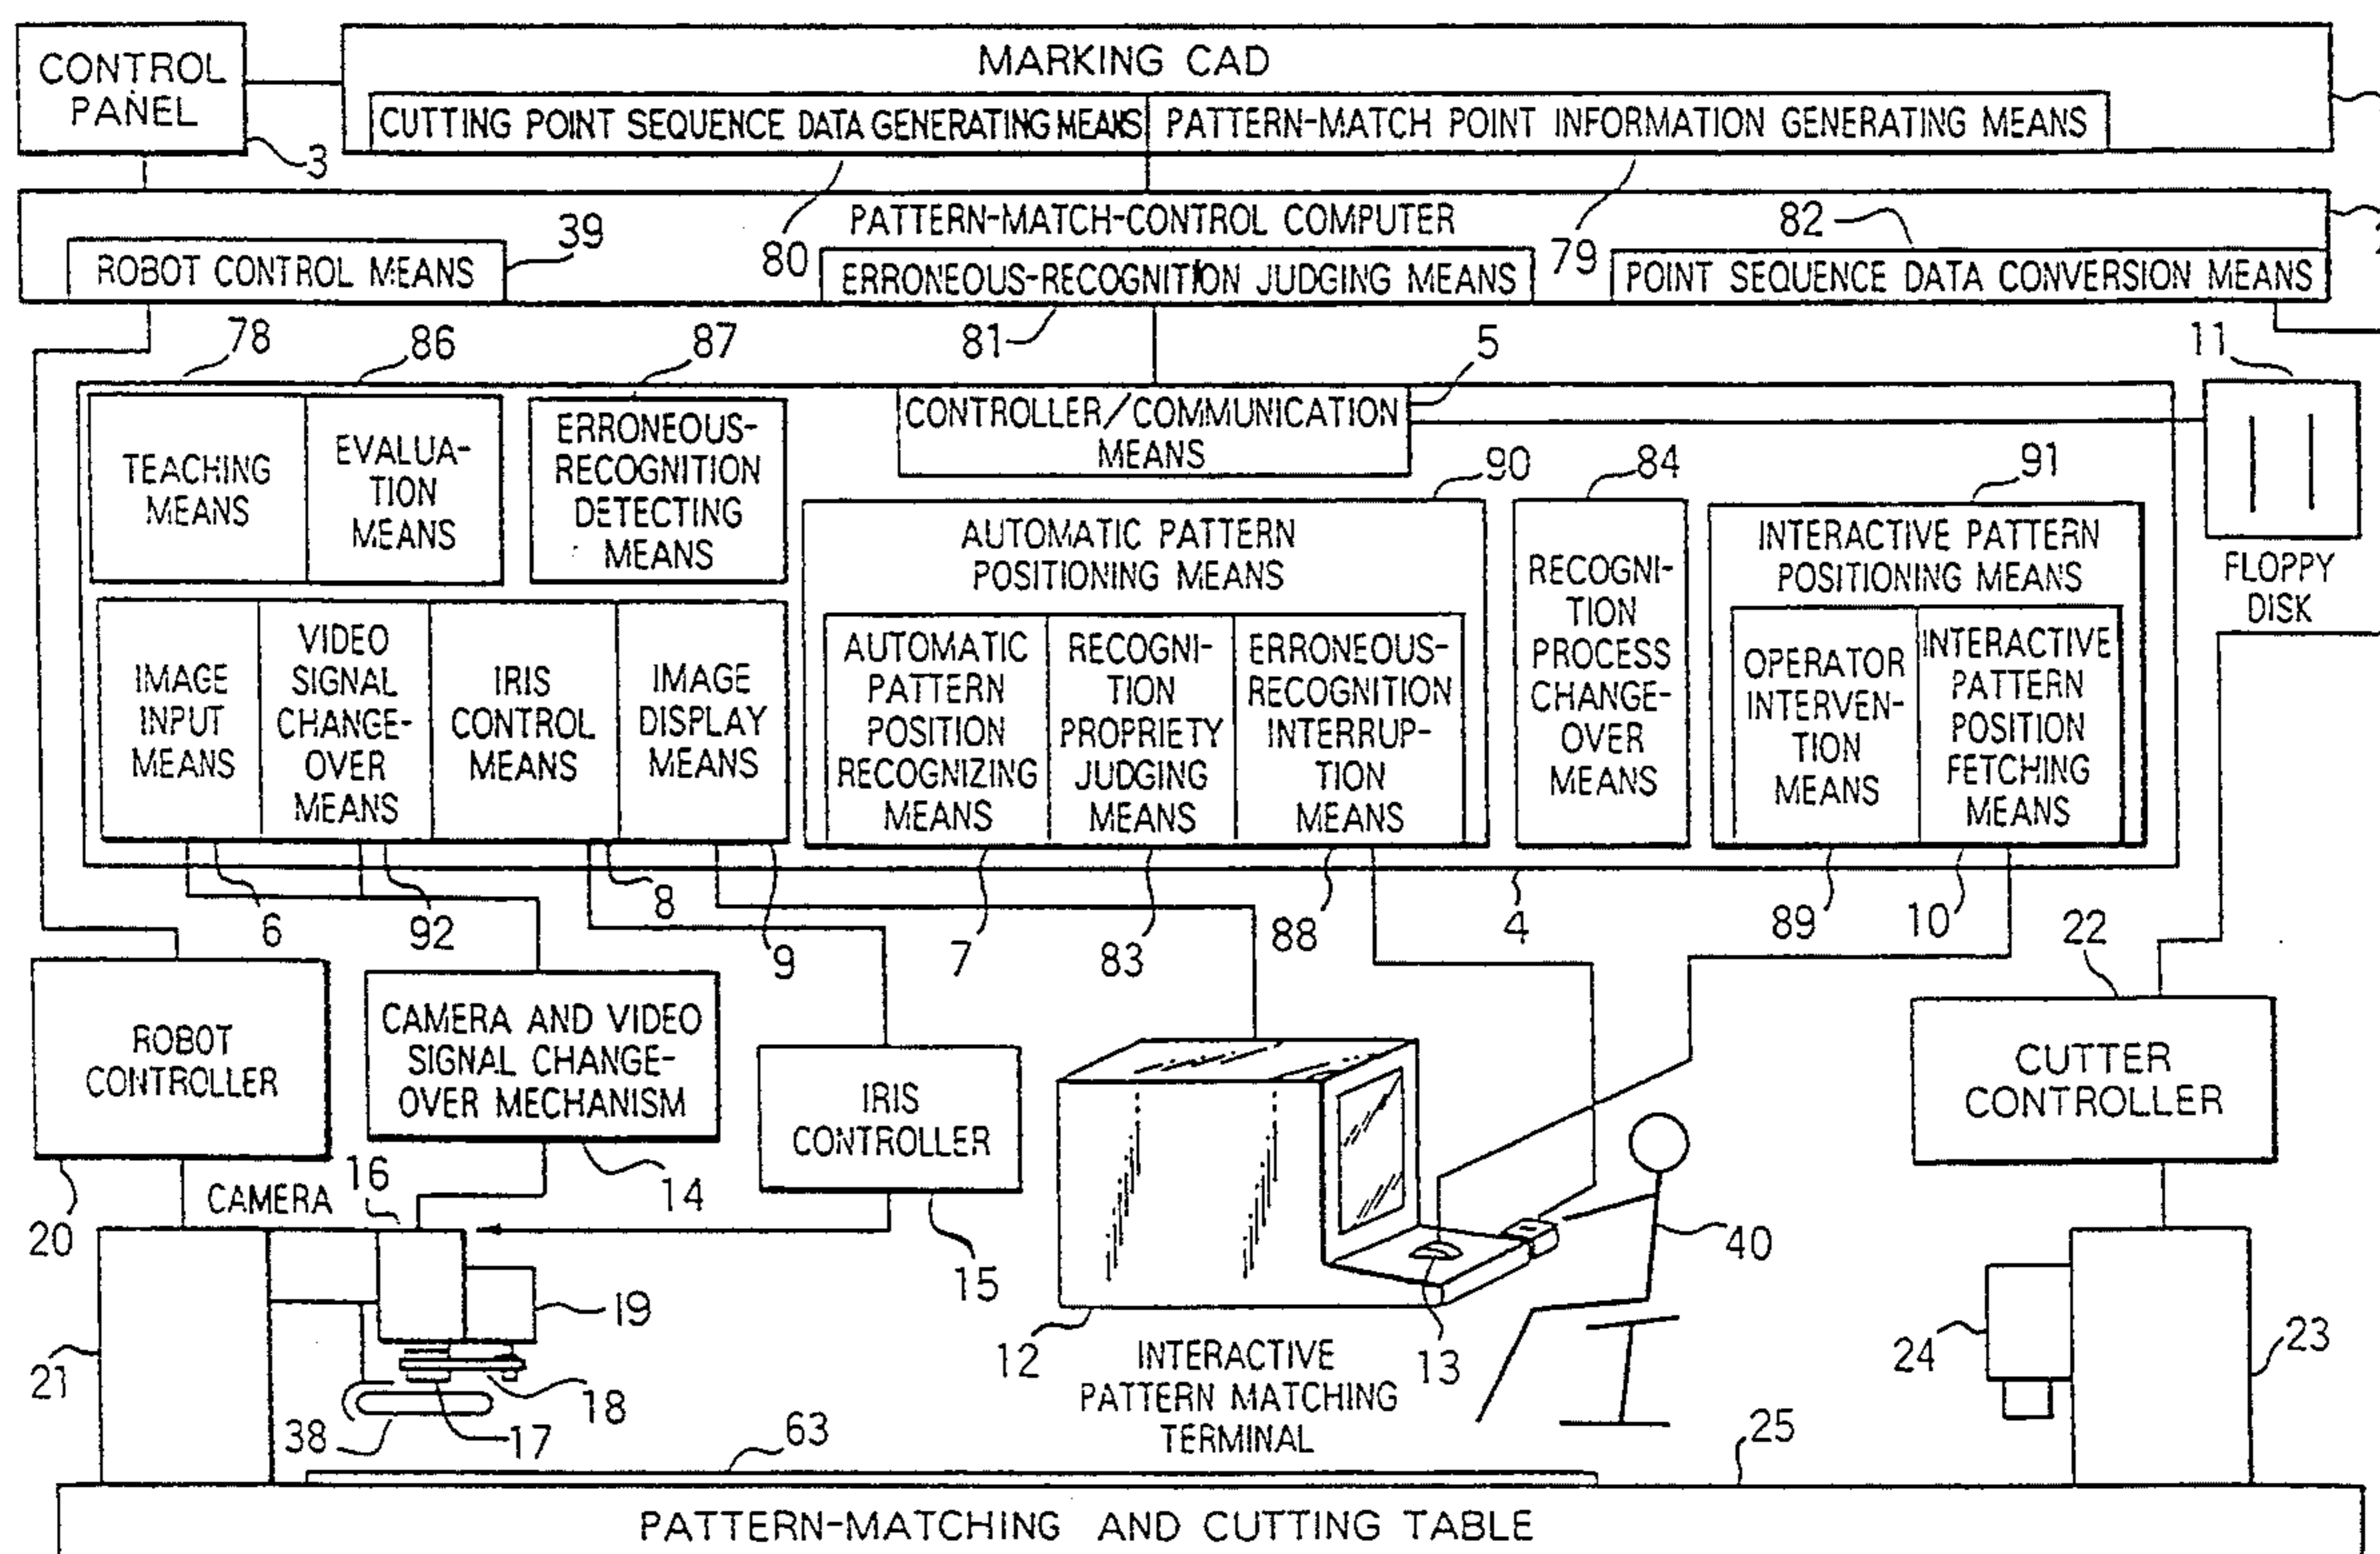 CONTROL
PANEL
3
MARKING CAD
CUTTING POINT SEQUENCE DATA GENERATING MEANS
PATTERN-MATCH POINT INFORMATION GENERATING MEANS
PATTERN-MATCH-CONTROL COMPUTER
39
80
79
82
ROBOT CONTROL MEANS
ERRONEOUS-RECOGNITION JUDGING MEANS
POINT SEQUENCE DATA CONVERSION MEANS
78
86
87
81
5
11
TEACHING
MEANS
EVALUA-
TION
MEANS
ERRONEOUS-
RECOGNITION
DETECTING
MEANS
CONTROLLER/COMMUNICATION
MEANS
90
84
91
FLOPPY
DISK
IMAGE
INPUT
MEANS
VIDEO
SIGNAL
CHANGE-
OVER
MEANS
IRIS
CONTROL
MEANS
IMAGE
DISPLAY
MEANS
AUTOMATIC PATTERN
POSITIONING MEANS
AUTOMATIC
PATTERN
POSITION
RECOGNIZING
MEANS
RECOGNI-
TION
PROPRIETY
JUDGING
MEANS
ERRONEOUS-
RECOGNITION
INTERRUP-
TION
MEANS
RECOGNI-
TION
PROCESS
CHANGE-
OVER
MEANS
INTERACTIVE PATTERN
POSITIONING MEANS
OPERATOR
INTERVEN-
TION
MEANS
INTERACTIVE
PATTERN
POSITION
FETCHING
MEANS
6
92
8
9
7
83
88
4
89
10
22
ROBOT
CONTROLLER
CAMERA AND VIDEO
SIGNAL CHANGE-
OVER MECHANISM
IRIS
CONTROLLER
CUTTER
CONTROLLER
20
CAMERA
16
14
15
40
21
19
18
17
38
12
13
INTERACTIVE
PATTERN MATCHING
TERMINAL
24
23
63
25
PATTERN-MATCHING AND CUTTING TABLE